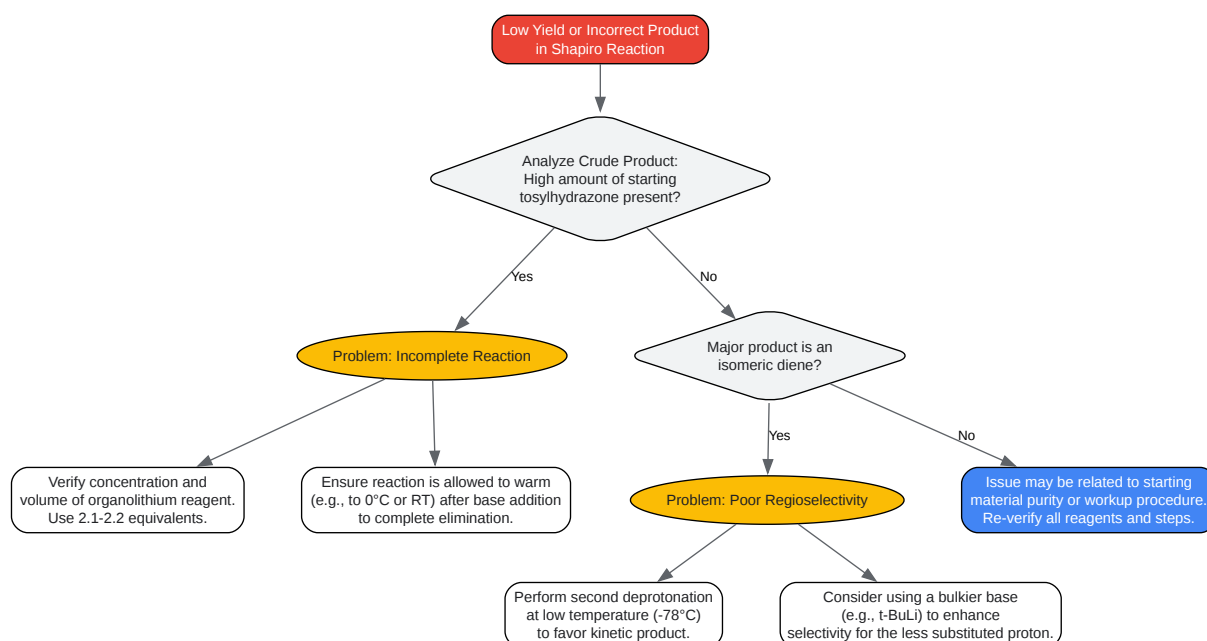 Low Yield or Incorrect Product
in Shapiro Reaction
Analyze Crude Product:
High amount of starting
tosylhydrazone present?
Yes
No
Problem: Incomplete Reaction
Major product is an
isomeric diene?
Yes
No
Verify concentration and
volume of organolithium reagent.
Use 2.1-2.2 equivalents.
Ensure reaction is allowed to warm
(e.g., to 0°C or RT) after base addition
to complete elimination.
Problem: Poor Regioselectivity
Issue may be related to starting
material purity or workup procedure.
Re-verify all reagents and steps.
Perform second deprotonation
at low temperature (-78°C)
to favor kinetic product.
Consider using a bulkier base
(e.g., t-BuLi) to enhance
selectivity for the less substituted proton.